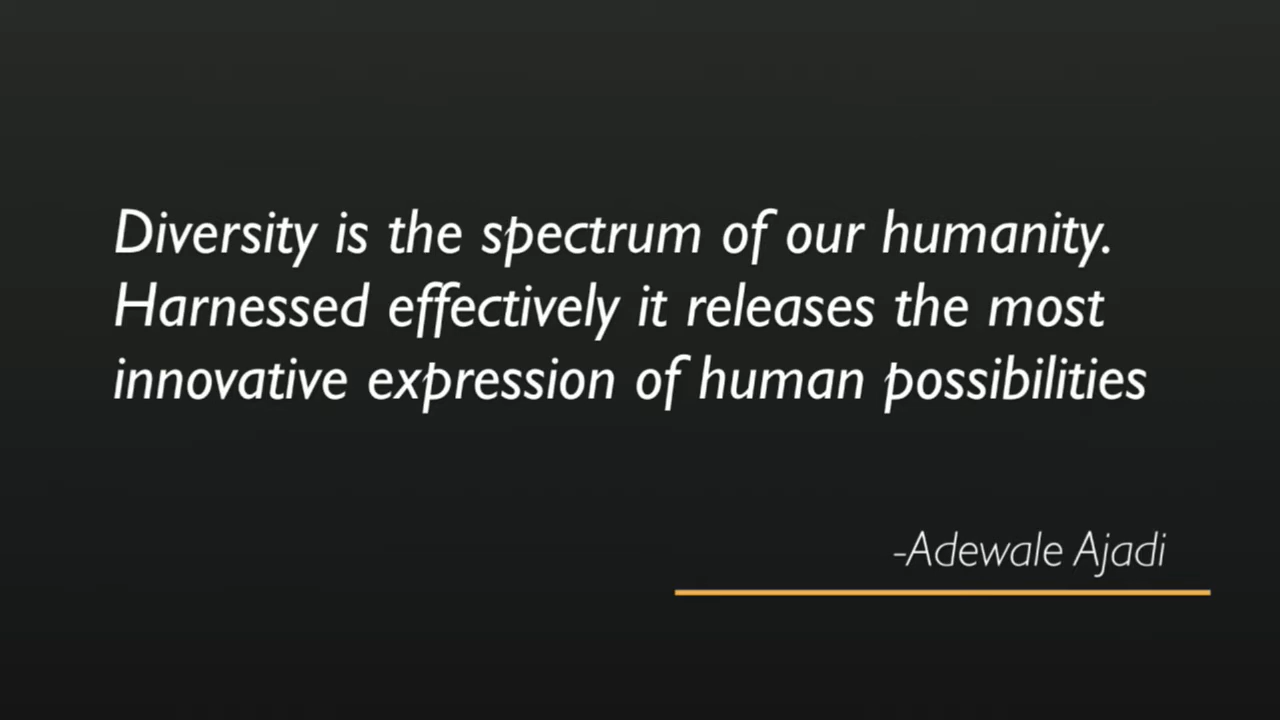 Diversity is the spectrum of our humanity.
Harnessed effectively it releases the most
innovative expression of human possibilities
-Adewale Ajadi